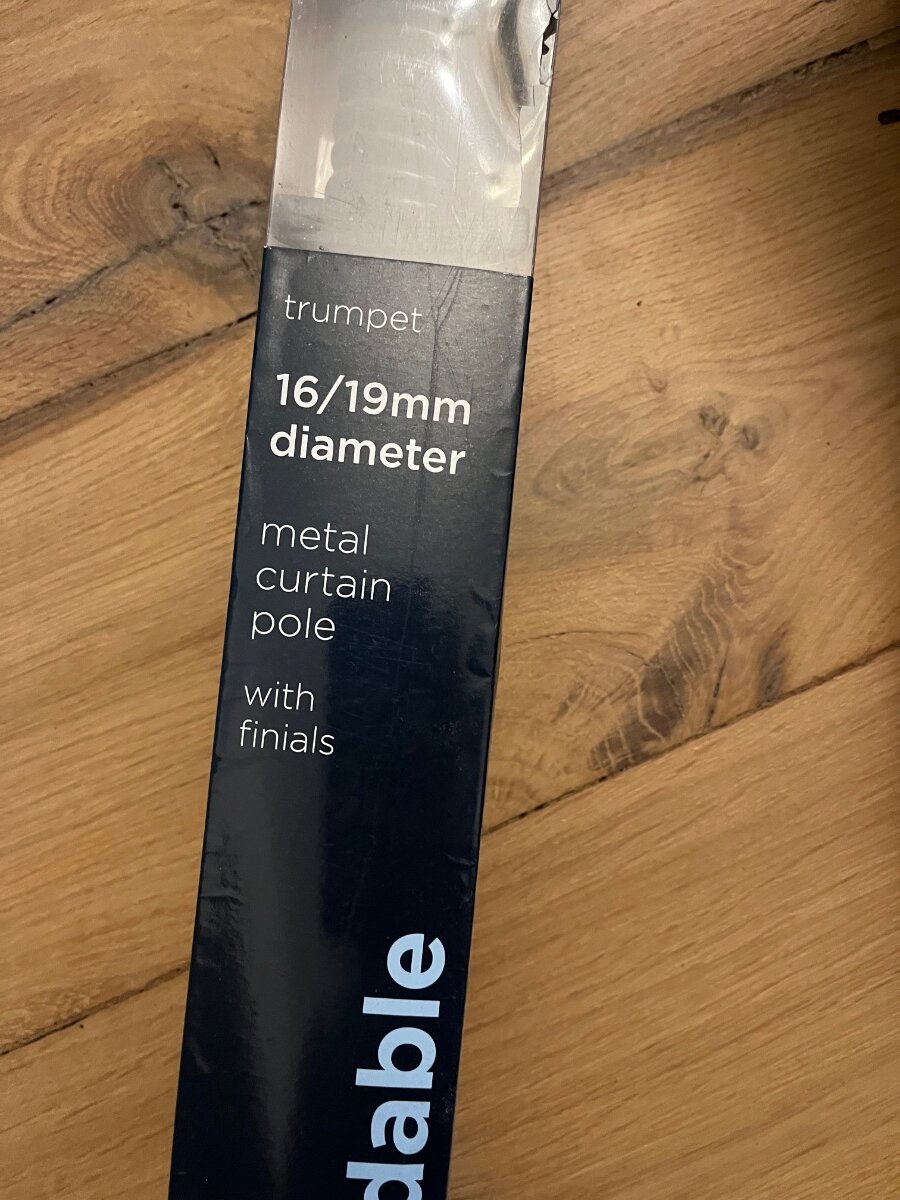 trumpet
16/19mm
diameter
metal
curtain
pole
with
finials
dable